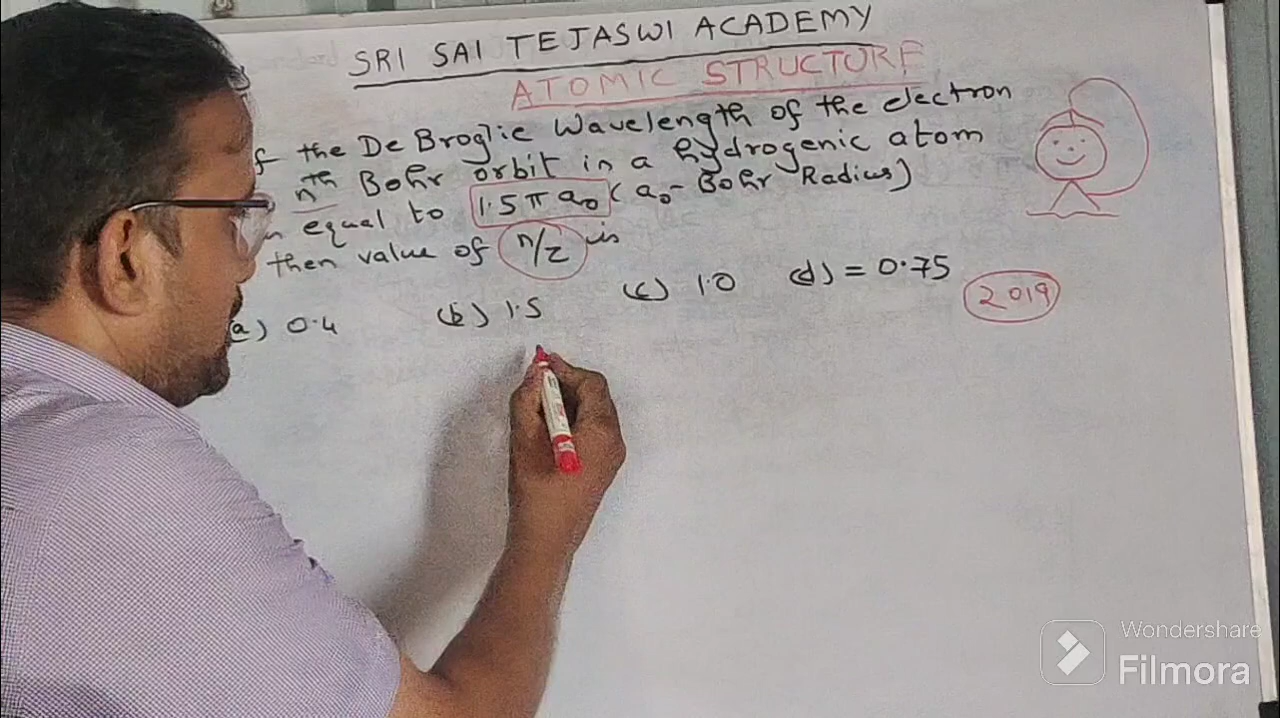 SRI SAI TEJASWI ACADEMY
ATOMIC STRUCTURE
f the De Broglie Wavelength of the electron
nth Bohr orbit in a hydrogenic atom
equal to 1.5 π a₀ (a₀ - Bohr Radius)
then value of n/z is
(a) 0.4 (b) 1.5 (c) 1.0 (d) = 0.75
2019
Wondershare
Filmora